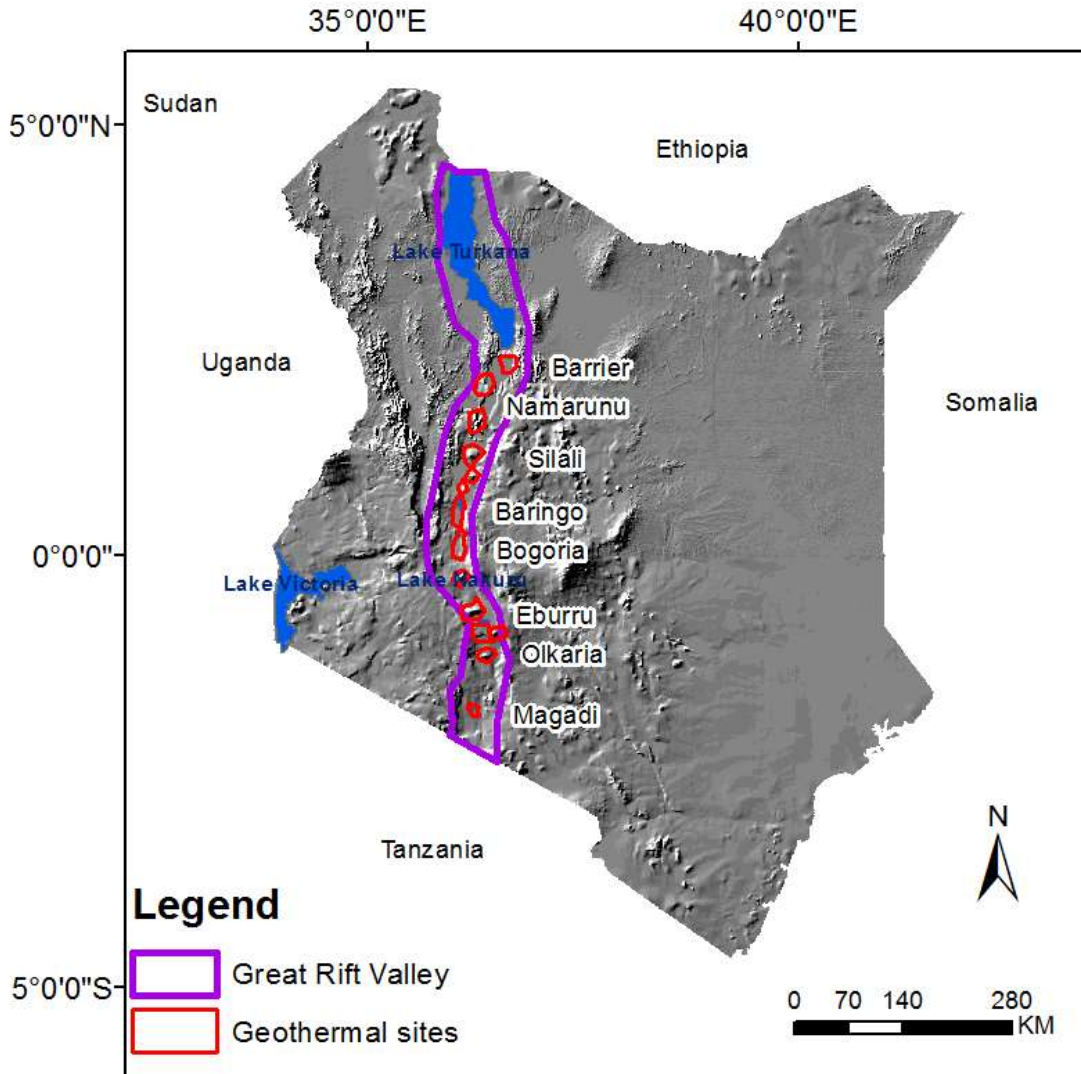 35°0'0"E
40°0'0"E
Sudan
5°0'0"N
Ethiopia
Lake Turkana
Uganda
Barrier
Namarunu
Somalia
Silali
Baringo
0°0'0"
Bogoria
Lake Victoria
Lake Nakuru
Eburru
Olkaria
Magadi
N
Tanzania
Legend
Great Rift Valley
5°0'0"S
0 70 140 280
KM
Geothermal sites